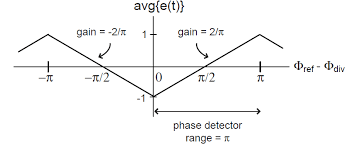 avg{e(t)}
gain = -2/π
1
gain = 2/π
−π
−π/2
0
π/2
π
Φref - Φdiv
-1
phase detector
range = π